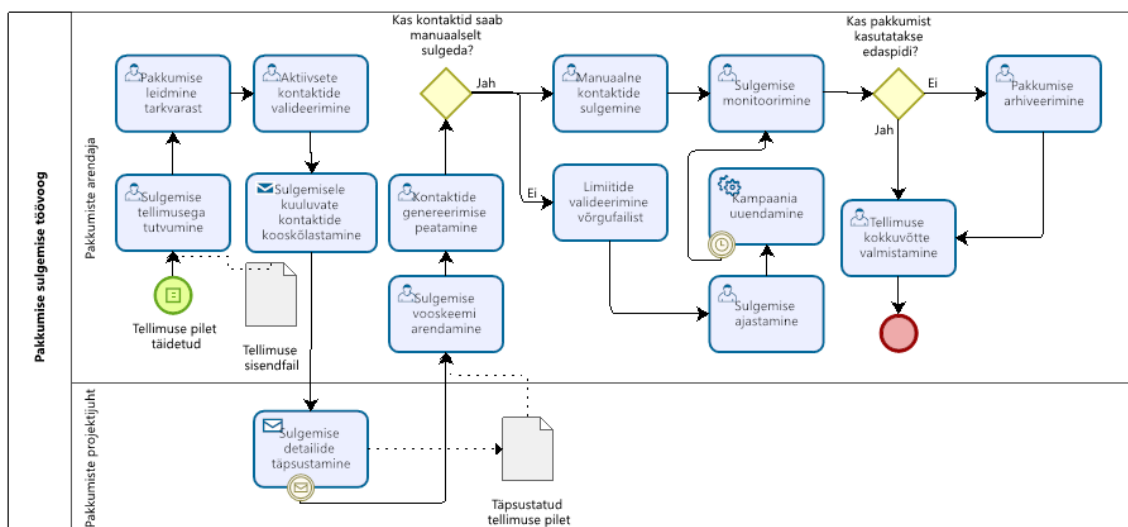 Pakkumise sulgemise töövoog
Pakkumiste arendaja
Pakkumiste projektijuht
Tellimuse pilet
täidetud
Sulgemise
tellimusega
tutvumine
Tellimuse
sisendfail
Pakkumise
leidmine
tarkvarast
Aktiivsete
kontaktide
valideerimine
Sulgemisele
kuuluvate
kontaktide
kooskõlastamine
Sulgemise
detailide
täpsustamine
Täpsustatud
tellimuse pilet
Sulgemise
vooskeemi
arendamine
Kontaktide
genereerimise
peatamine
Kas kontaktid saab
manuaalselt
sulgeda?
Jah
Ei
Manuaalne
kontaktide
sulgemine
Limiitide
valideerimine
võrgufailist
Sulgemise
ajastamine
Kampaania
uuendamine
Sulgemise
monitoorimine
Kas pakkumist
kasutatakse
edaspidi?
Ei
Jah
Pakkumise
arhiveerimine
Tellimuse
kokkuvõtte
valmistamine